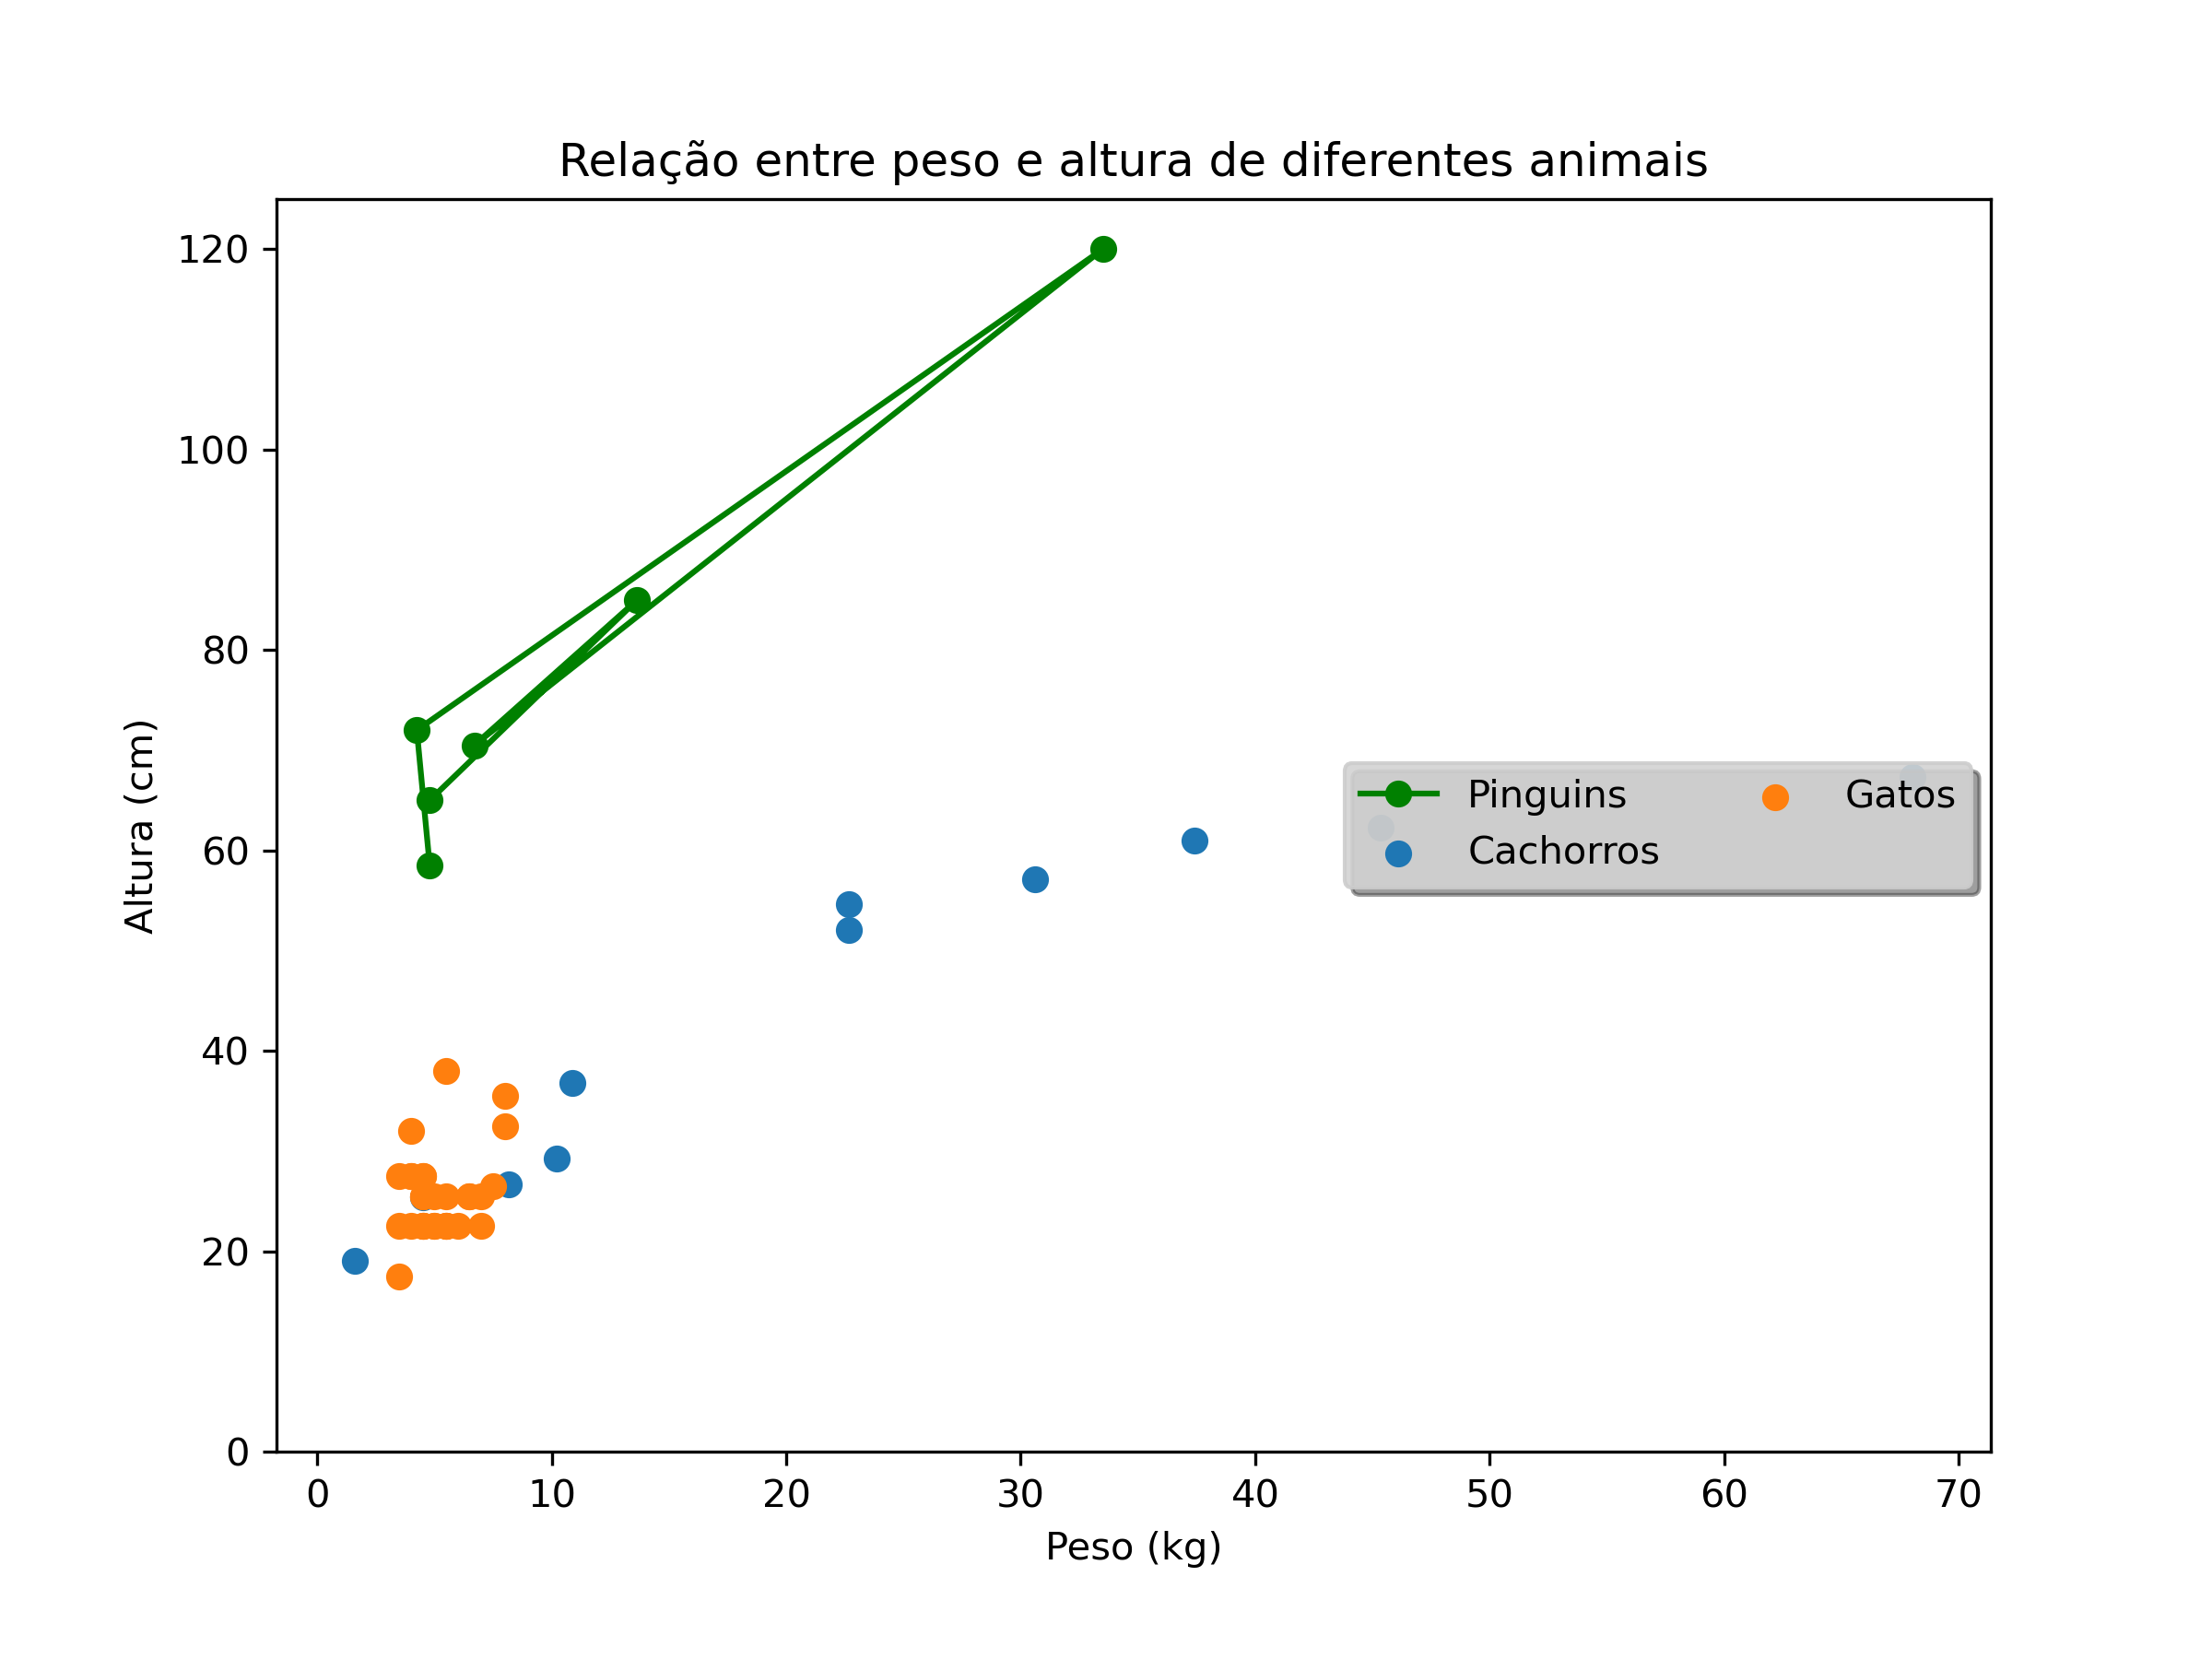 Relação entre peso e altura de diferentes animais
120
100
80
60
40
20
0
Altura (cm)
Pinguins
Cachorros
Gatos
0 10 20 30 40 50 60 70
Peso (kg)